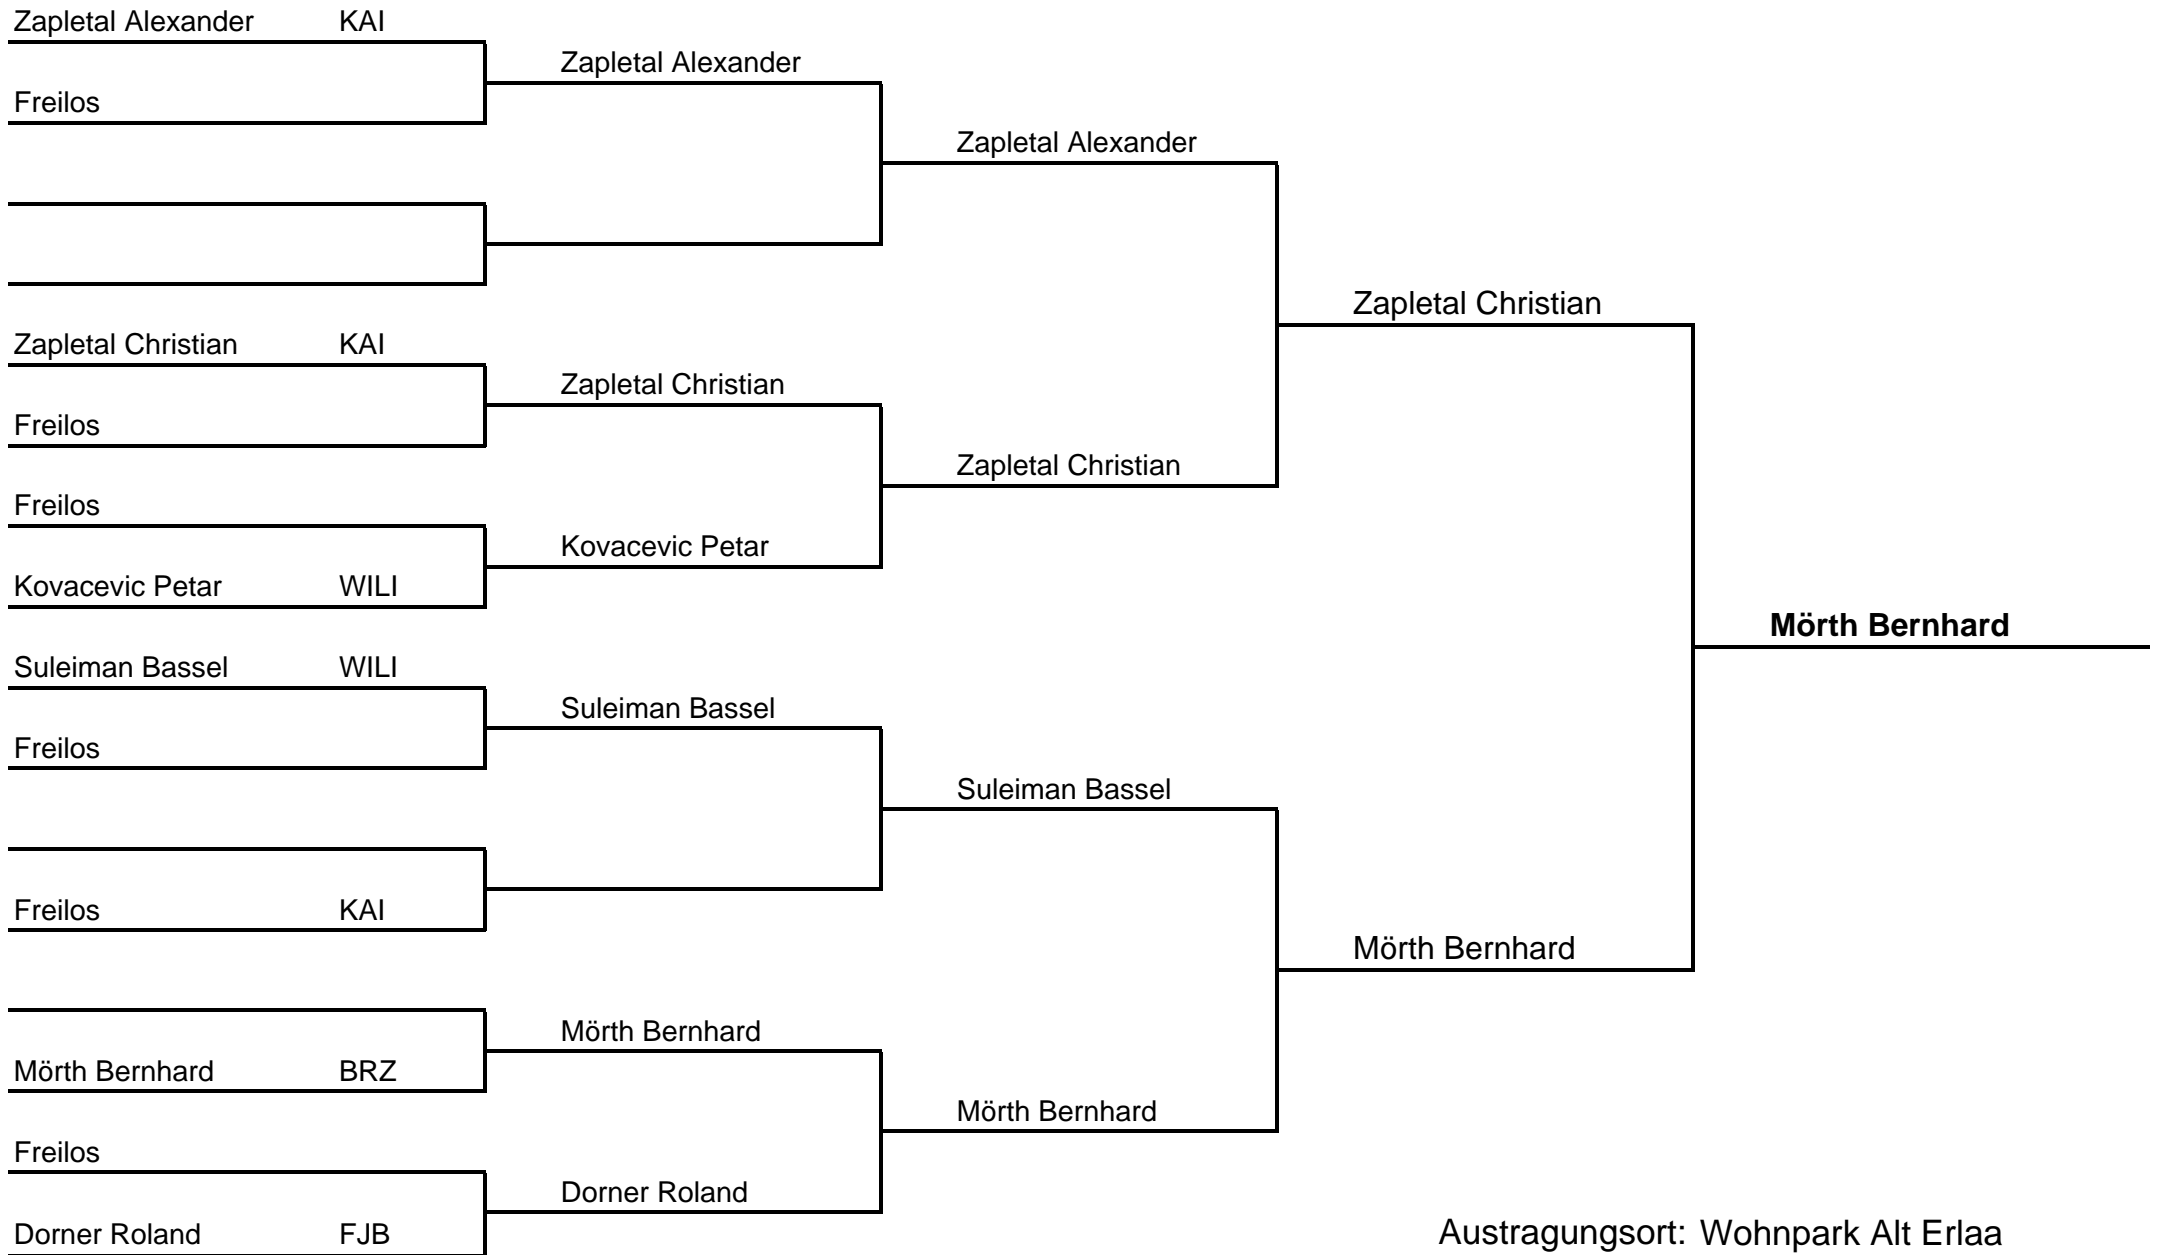 Zapletal Alexander KAI
Freilos
Zapletal Christian KAI
Freilos
Freilos
Kovacevic Petar WILI
Suleiman Bassel WILI
Freilos
Freilos KAI
Mörth Bernhard BRZ
Freilos
Dorner Roland FJB
Zapletal Alexander
Zapletal Christian
Kovacevic Petar
Suleiman Bassel
Mörth Bernhard
Dorner Roland
Zapletal Alexander
Zapletal Christian
Suleiman Bassel
Mörth Bernhard
Zapletal Christian
Mörth Bernhard
Mörth Bernhard
Austragungsort: Wohnpark Alt Erlaa